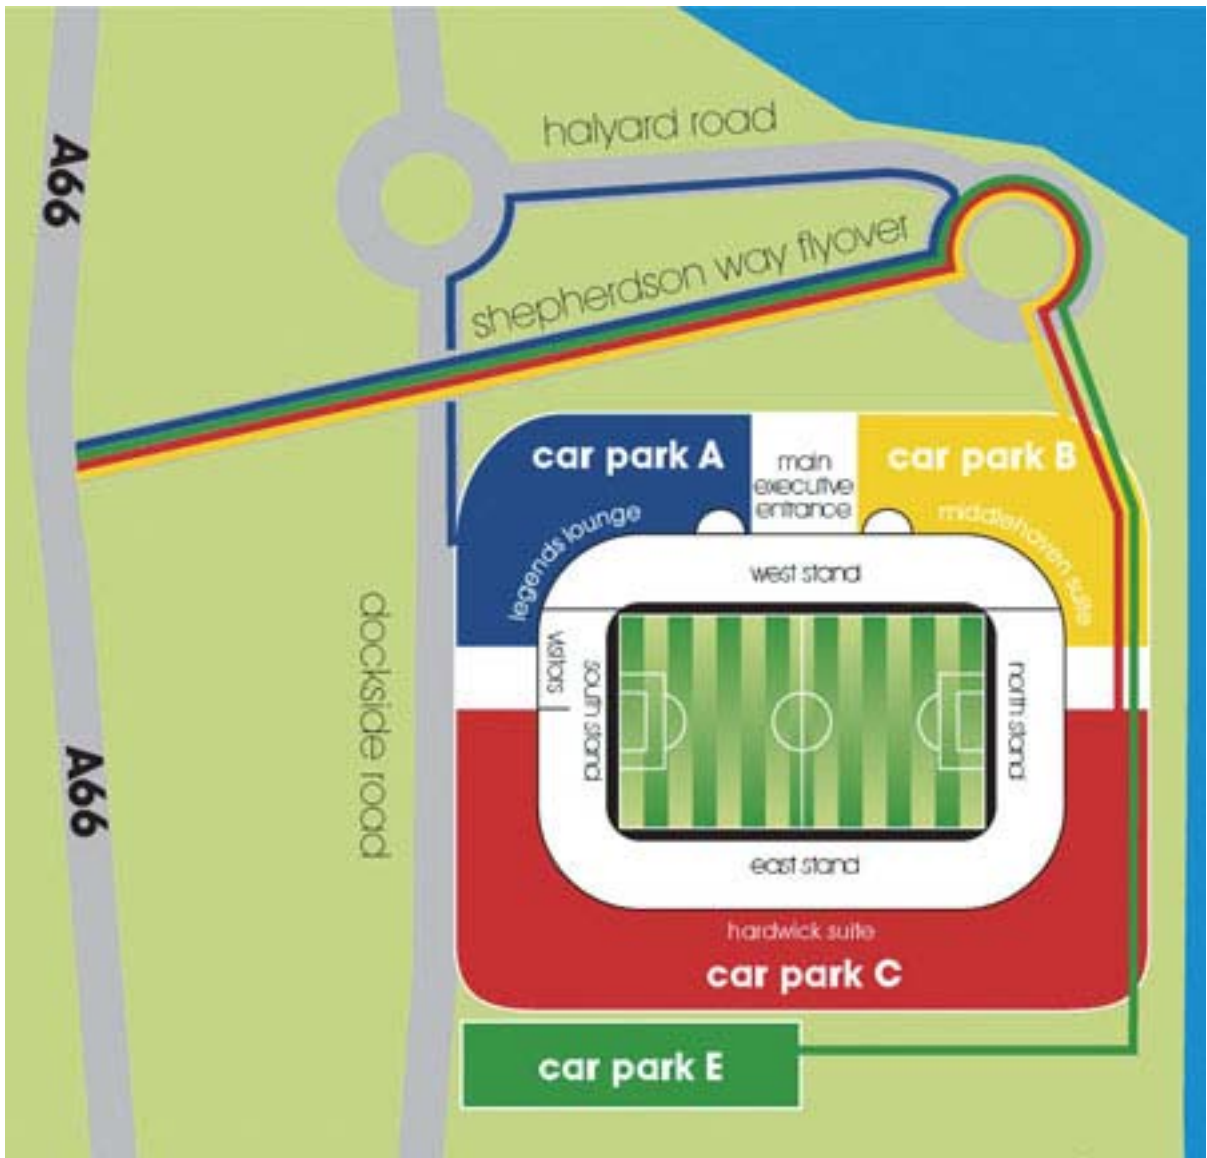 A66
halyard road
shepherdson way flyover
car park A
main
executive
entrance
car park B
legends lounge
middlehaven suite
west stand
dockside road
visitors
south stand
north stand
A66
east stand
hardwick suite
car park C
car park E